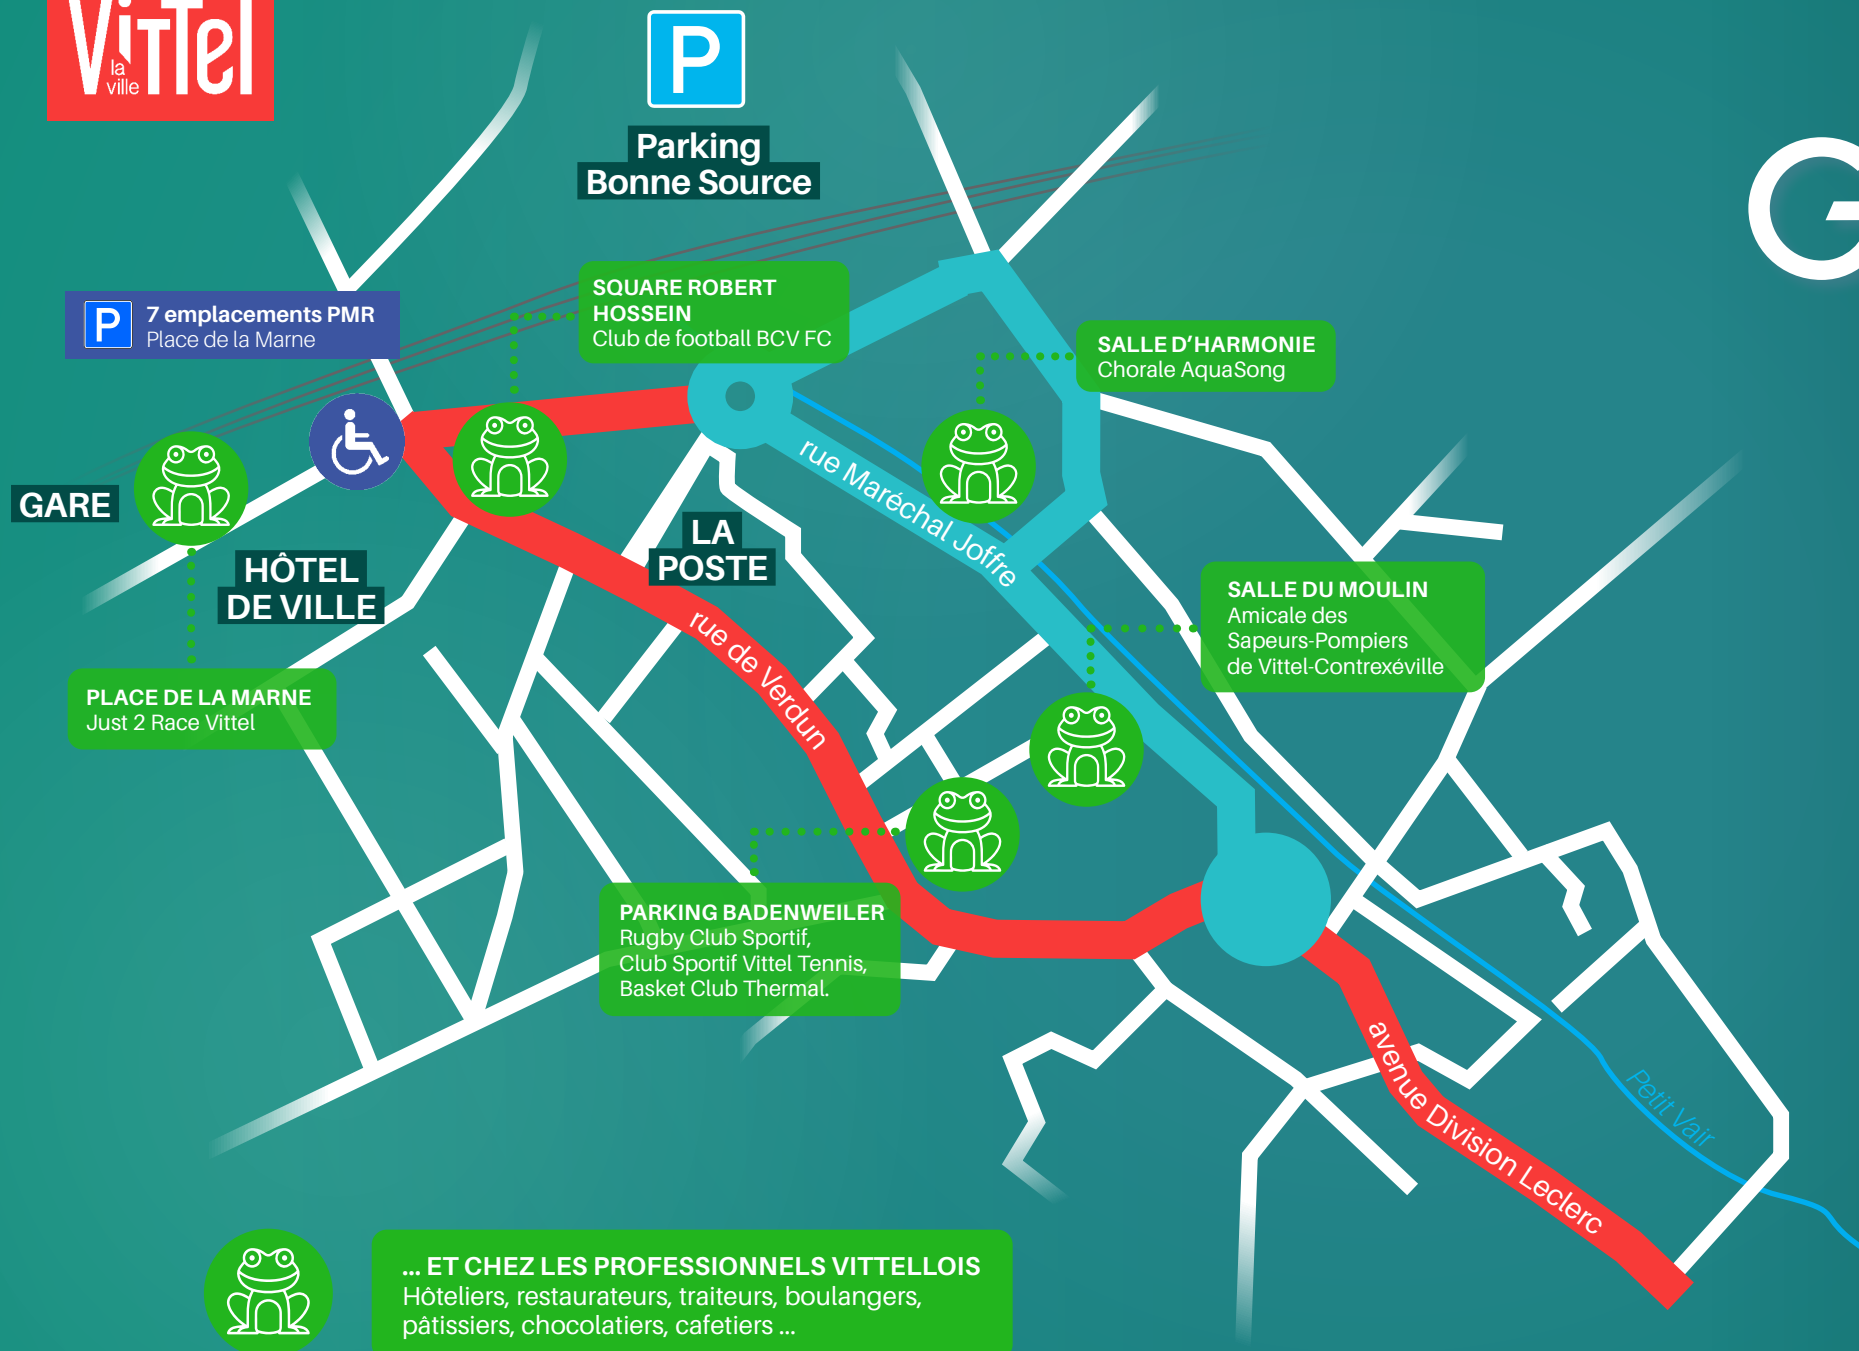 Vittel
la
ville
P
Parking
Bonne Source
G
P
7 emplacements PMR
Place de la Marne
SQUARE ROBERT
HOSSEIN
Club de football BCV FC
SALLE D'HARMONIE
Chorale AquaSong
GARE
HÔTEL
DE VILLE
LA
POSTE
rue Maréchal Joffre
SALLE DU MOULIN
Amicale des
Sapeurs-Pompiers
de Vittel-Contrexéville
rue de Verdun
PLACE DE LA MARNE
Just 2 Race Vittel
PARKING BADENWEILER
Rugby Club Sportif,
Club Sportif Vittel Tennis,
Basket Club Thermal.
avenue Division Leclerc
Petit Vair
... ET CHEZ LES PROFESSIONNELS VITTELLOIS
Hôteliers, restaurateurs, traiteurs, boulangers,
pâtissiers, chocolatiers, cafetiers ...